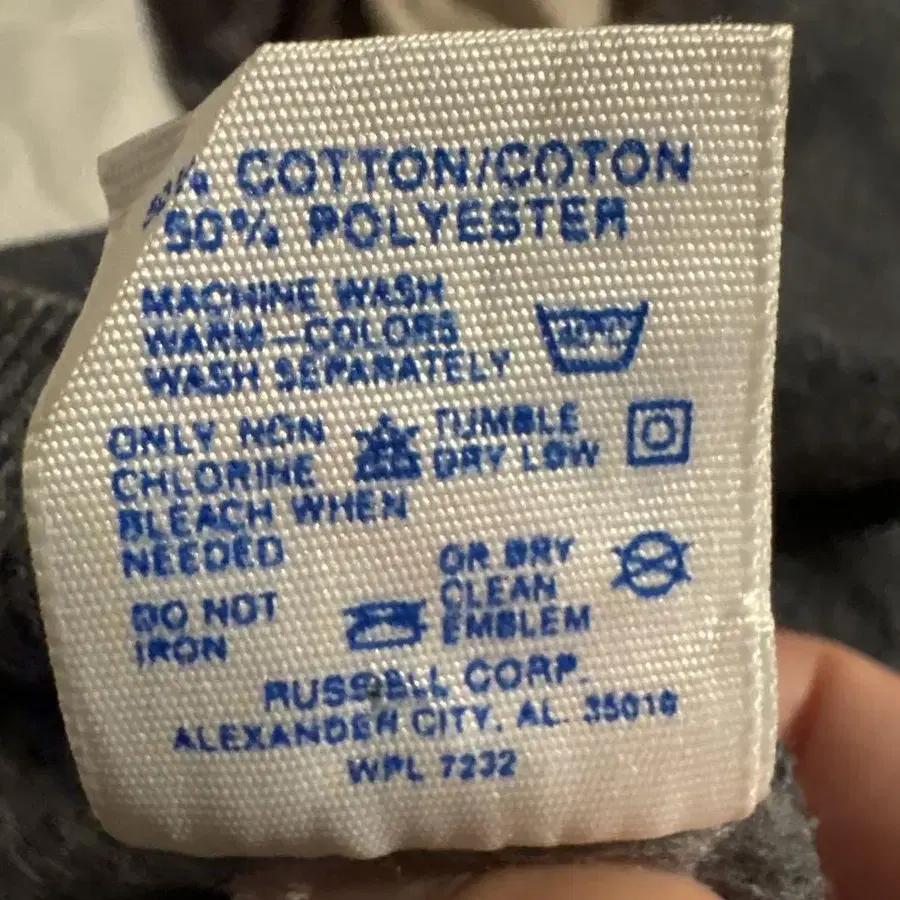 % COTTON/COTON
50% POLYESTER
MACHINE WASH
WARM—COLORS
WASH SEPARATELY
ONLY NON
CHLORINE
BLEACH WHEN
NEEDED
TUMBLE
DRY LOW
DO NOT
IRON
OR DRY
CLEAN
EMBLEM
RUSSELL CORP.
ALEXANDER CITY, AL. 35010
WPL 7232